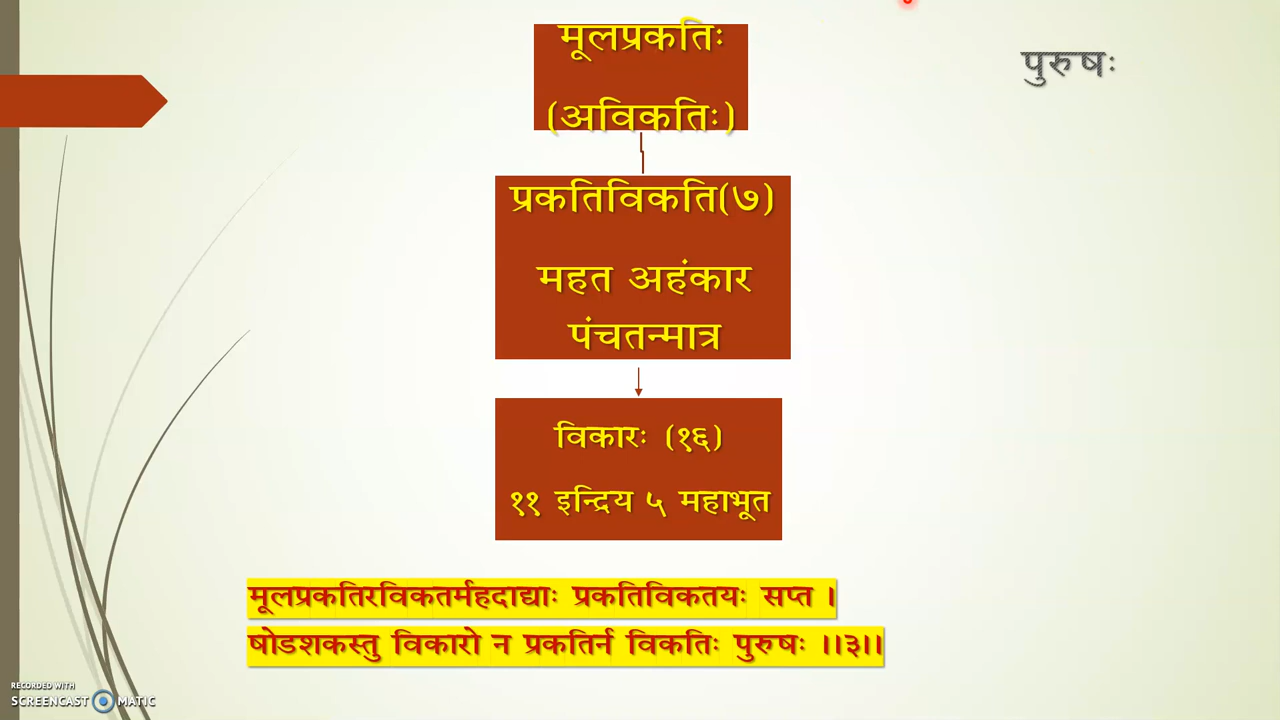 मूलप्रकतिः
(अविकतिः)
पुरुषः
प्रकतिविकति(७)
महत अहंकार
पंचतन्मात्र
विकारः (१६)
११ इन्द्रिय ५ महाभूत
मूलप्रकतिरविकतर्महदाद्याः प्रकतिविकतयः सप्त ।
षोडशकस्तु विकारो न प्रकतिर्न विकतिः पुरुषः ।।३।।
RECORDED WITH
SCREENCAST MATIC